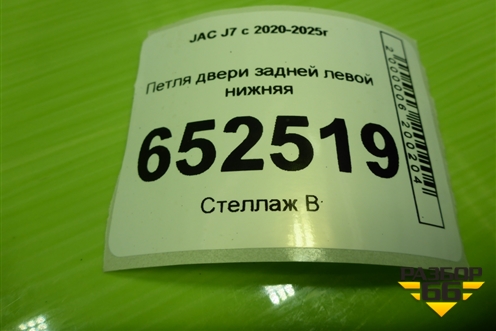 JAC J7 с 2020-2025г
Петля двери задней левой
нижняя
652519
Стеллаж В
2000006200204
РАЗБОР
66